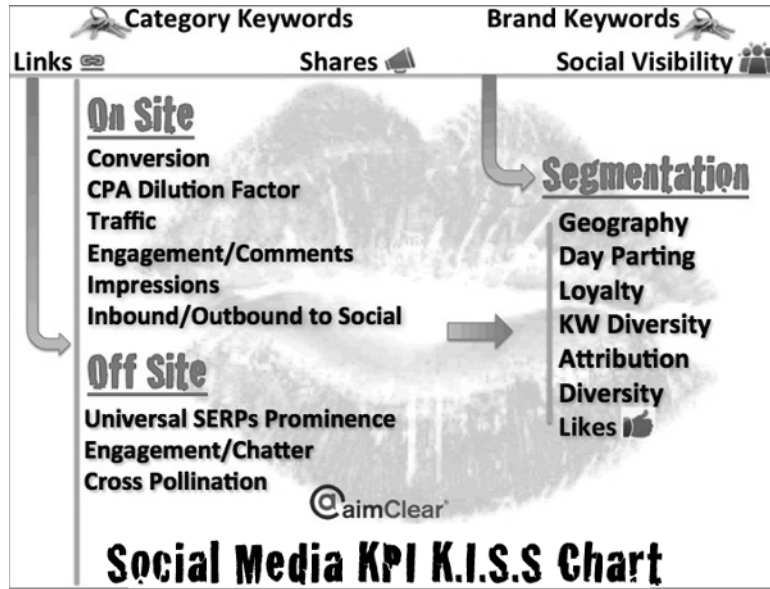 Category Keywords
Brand Keywords
Links
Shares
Social Visibility
On Site
Conversion
CPA Dilution Factor
Traffic
Engagement/Comments
Impressions
Inbound/Outbound to Social
Off Site
Universal SERPs Prominence
Engagement/Chatter
Cross Pollination
Segmentation
Geography
Day Parting
Loyalty
KW Diversity
Attribution
Diversity
Likes
@aimClear®
Social Media KPI K.I.S.S Chart